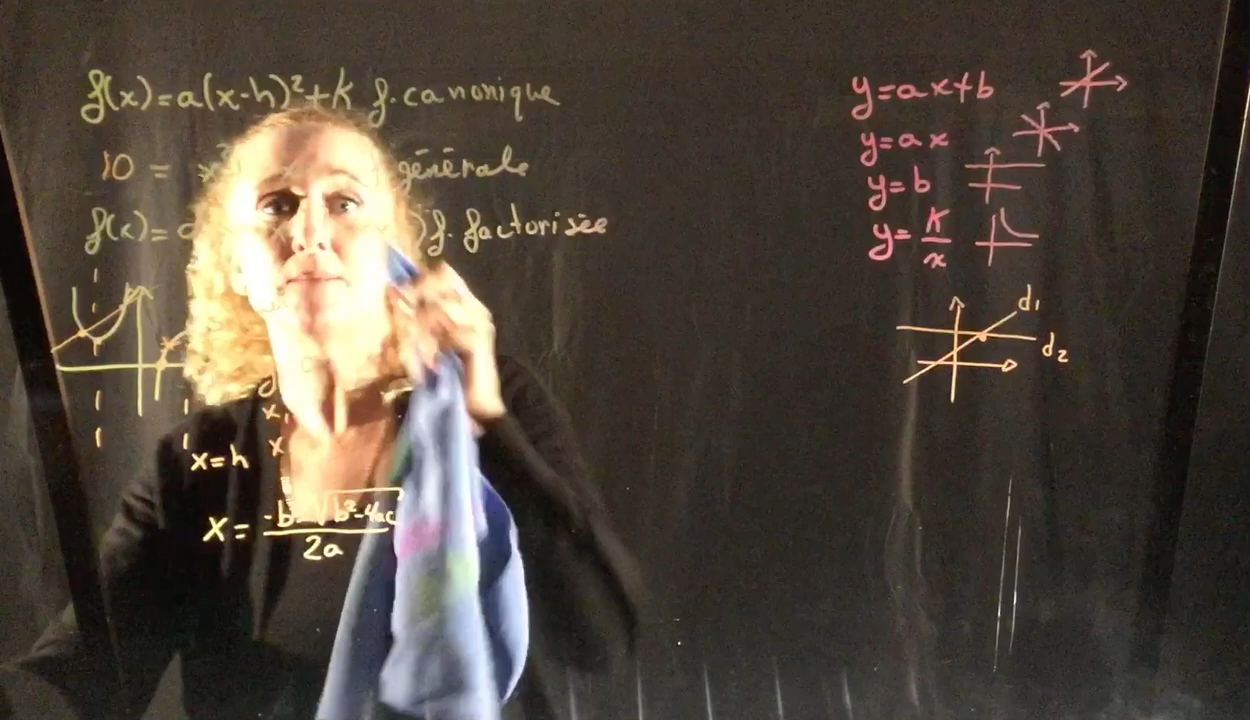 f(x)=a(x-h)²+k f.canonique
10 = générale
f(x)= )f.factorisée
x=h
x = -b±√b²-4ac / 2a
y=ax+b
y=ax
y=b
y= k/x
d₁
d₂